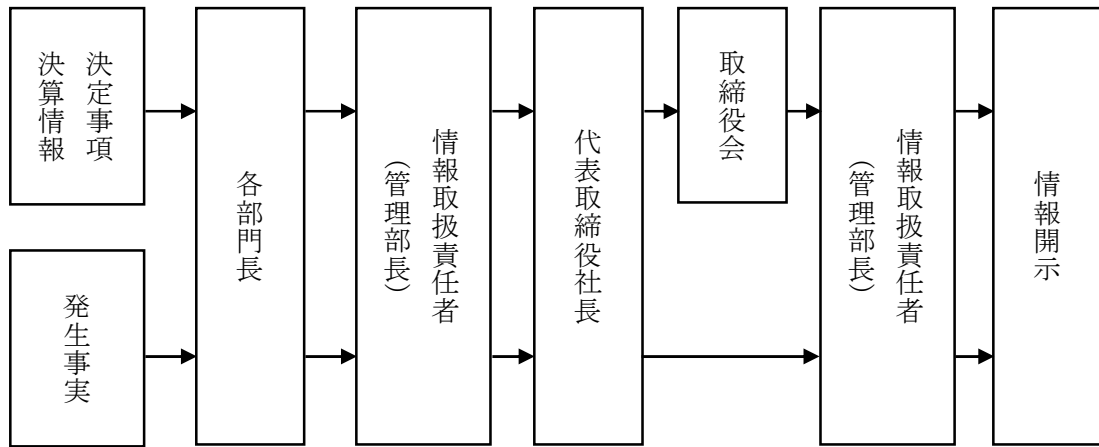 決定事項
決算情報
発生事実
各部門長
情報取扱責任者
(管理部長)
代表取締役社長
取締役会
情報取扱責任者
(管理部長)
情報開示